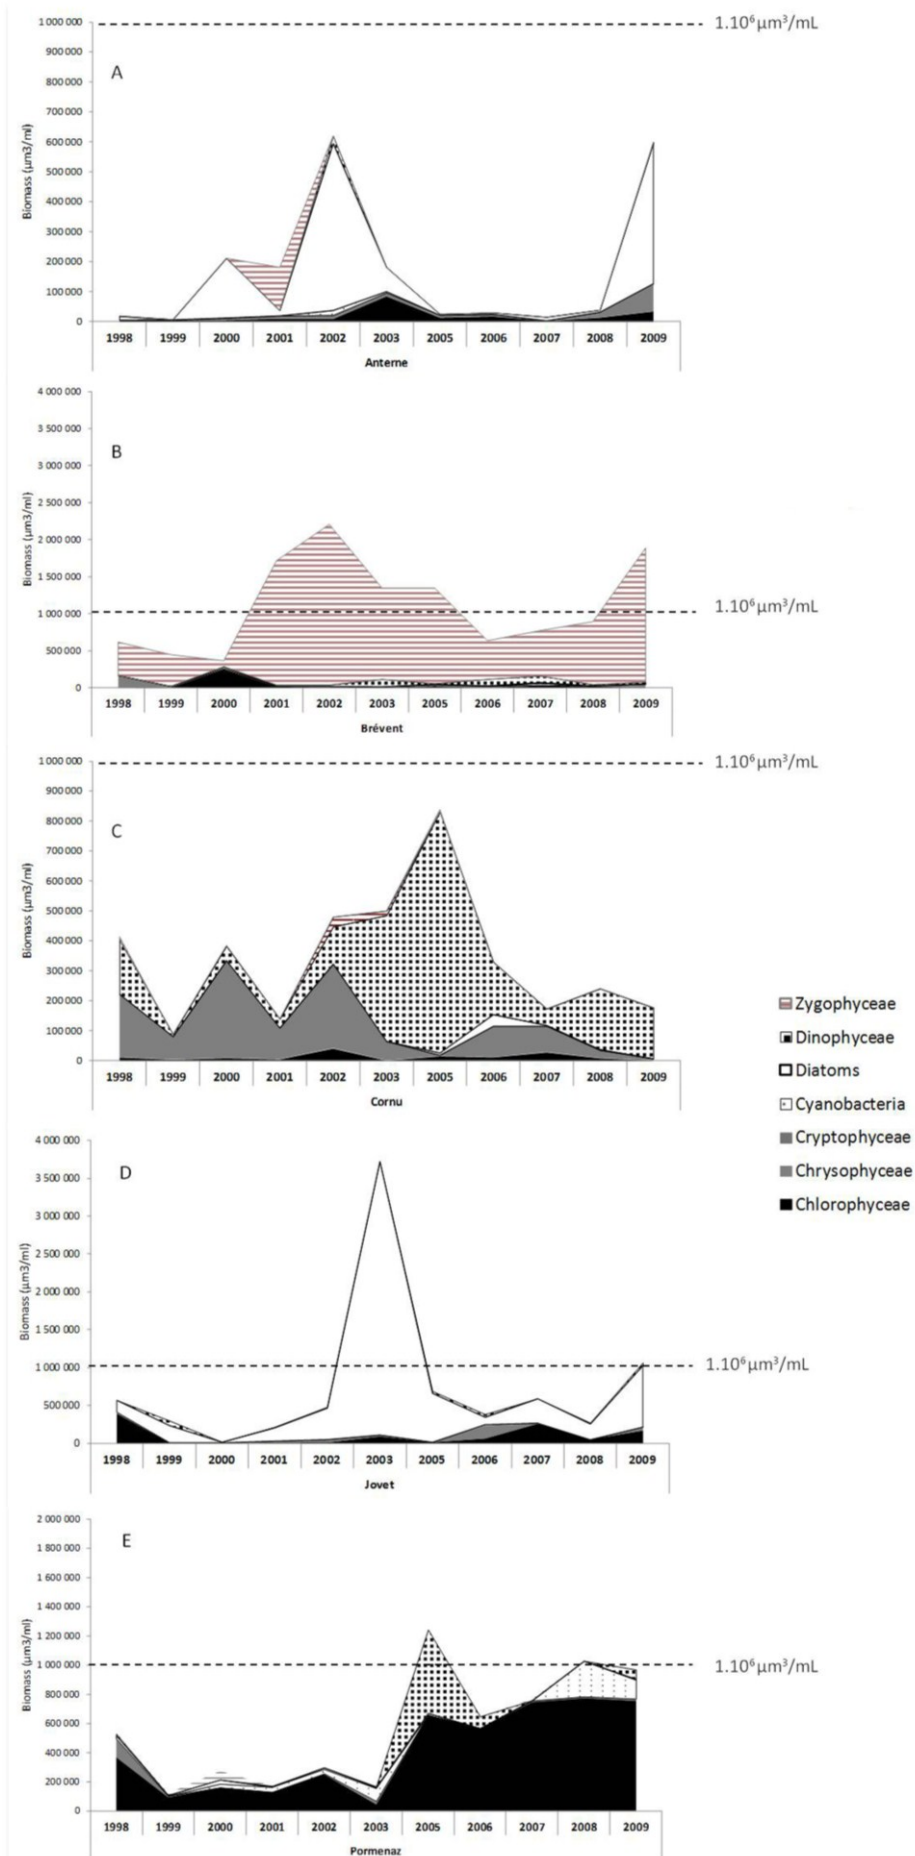 1.10⁶µm³/mL
1 000 000
900 000
800 000
700 000
600 000
500 000
400 000
300 000
200 000
100 000
0
Biomass (µm3/ml)
A
1998 1999 2000 2001 2002 2003 2005 2006 2007 2008 2009
Anterne
4 000 000
3 500 000
3 000 000
2 500 000
2 000 000
1 500 000
1 000 000
500 000
0
Biomass (µm3/ml)
B
1.10⁶µm³/mL
1998 1999 2000 2001 2002 2003 2005 2006 2007 2008 2009
Brévent
1.10⁶µm³/mL
1 000 000
900 000
800 000
700 000
600 000
500 000
400 000
300 000
200 000
100 000
0
Biomass (µm3/ml)
C
1998 1999 2000 2001 2002 2003 2005 2006 2007 2008 2009
Cornu
Zygophyceae
Dinophyceae
Diatoms
Cyanobacteria
Cryptophyceae
Chrysophyceae
Chlorophyceae
4 000 000
3 500 000
3 000 000
2 500 000
2 000 000
1 500 000
1 000 000
500 000
0
Biomass (µm3/ml)
D
1.10⁶µm³/mL
1998 1999 2000 2001 2002 2003 2005 2006 2007 2008 2009
Jovet
2 000 000
1 800 000
1 600 000
1 400 000
1 200 000
1 000 000
800 000
600 000
400 000
200 000
0
Biomass (µm3/ml)
E
1.10⁶µm³/mL
1998 1999 2000 2001 2002 2003 2005 2006 2007 2008 2009
Pormenaz